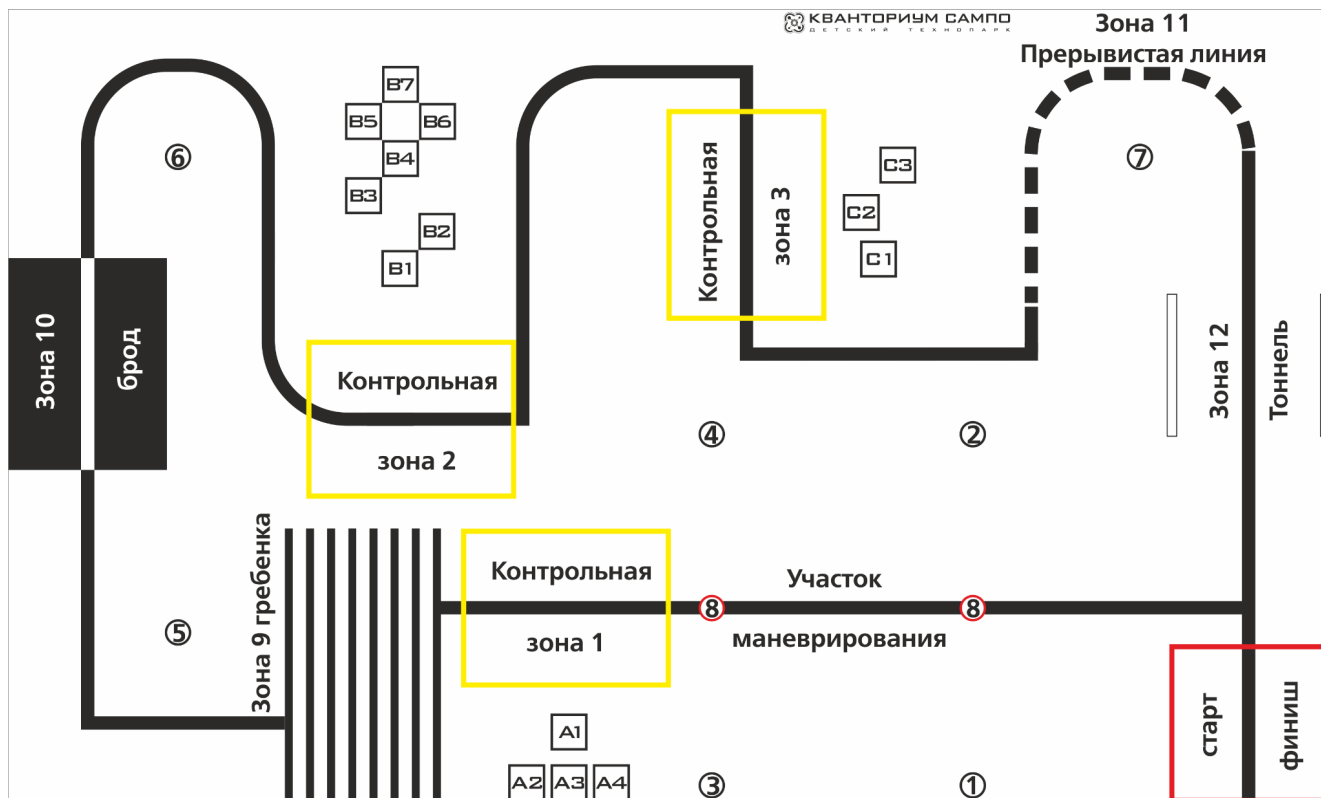 КВАНТОРИУМ САМПО
ДЕТСКИЙ ТЕХНОПАРК
Зона 11
Прерывистая линия
B7
B5
B6
B4
B3
B2
B1
6
Контрольная
зона 3
C3
C2
C1
7
Зона 10
брод
Контрольная
зона 2
4
2
Зона 12
Тоннель
Зона 9 гребенка
Контрольная
зона 1
Участок
маневрирования
8
8
5
старт
финиш
A1
A2
A3
A4
3
1